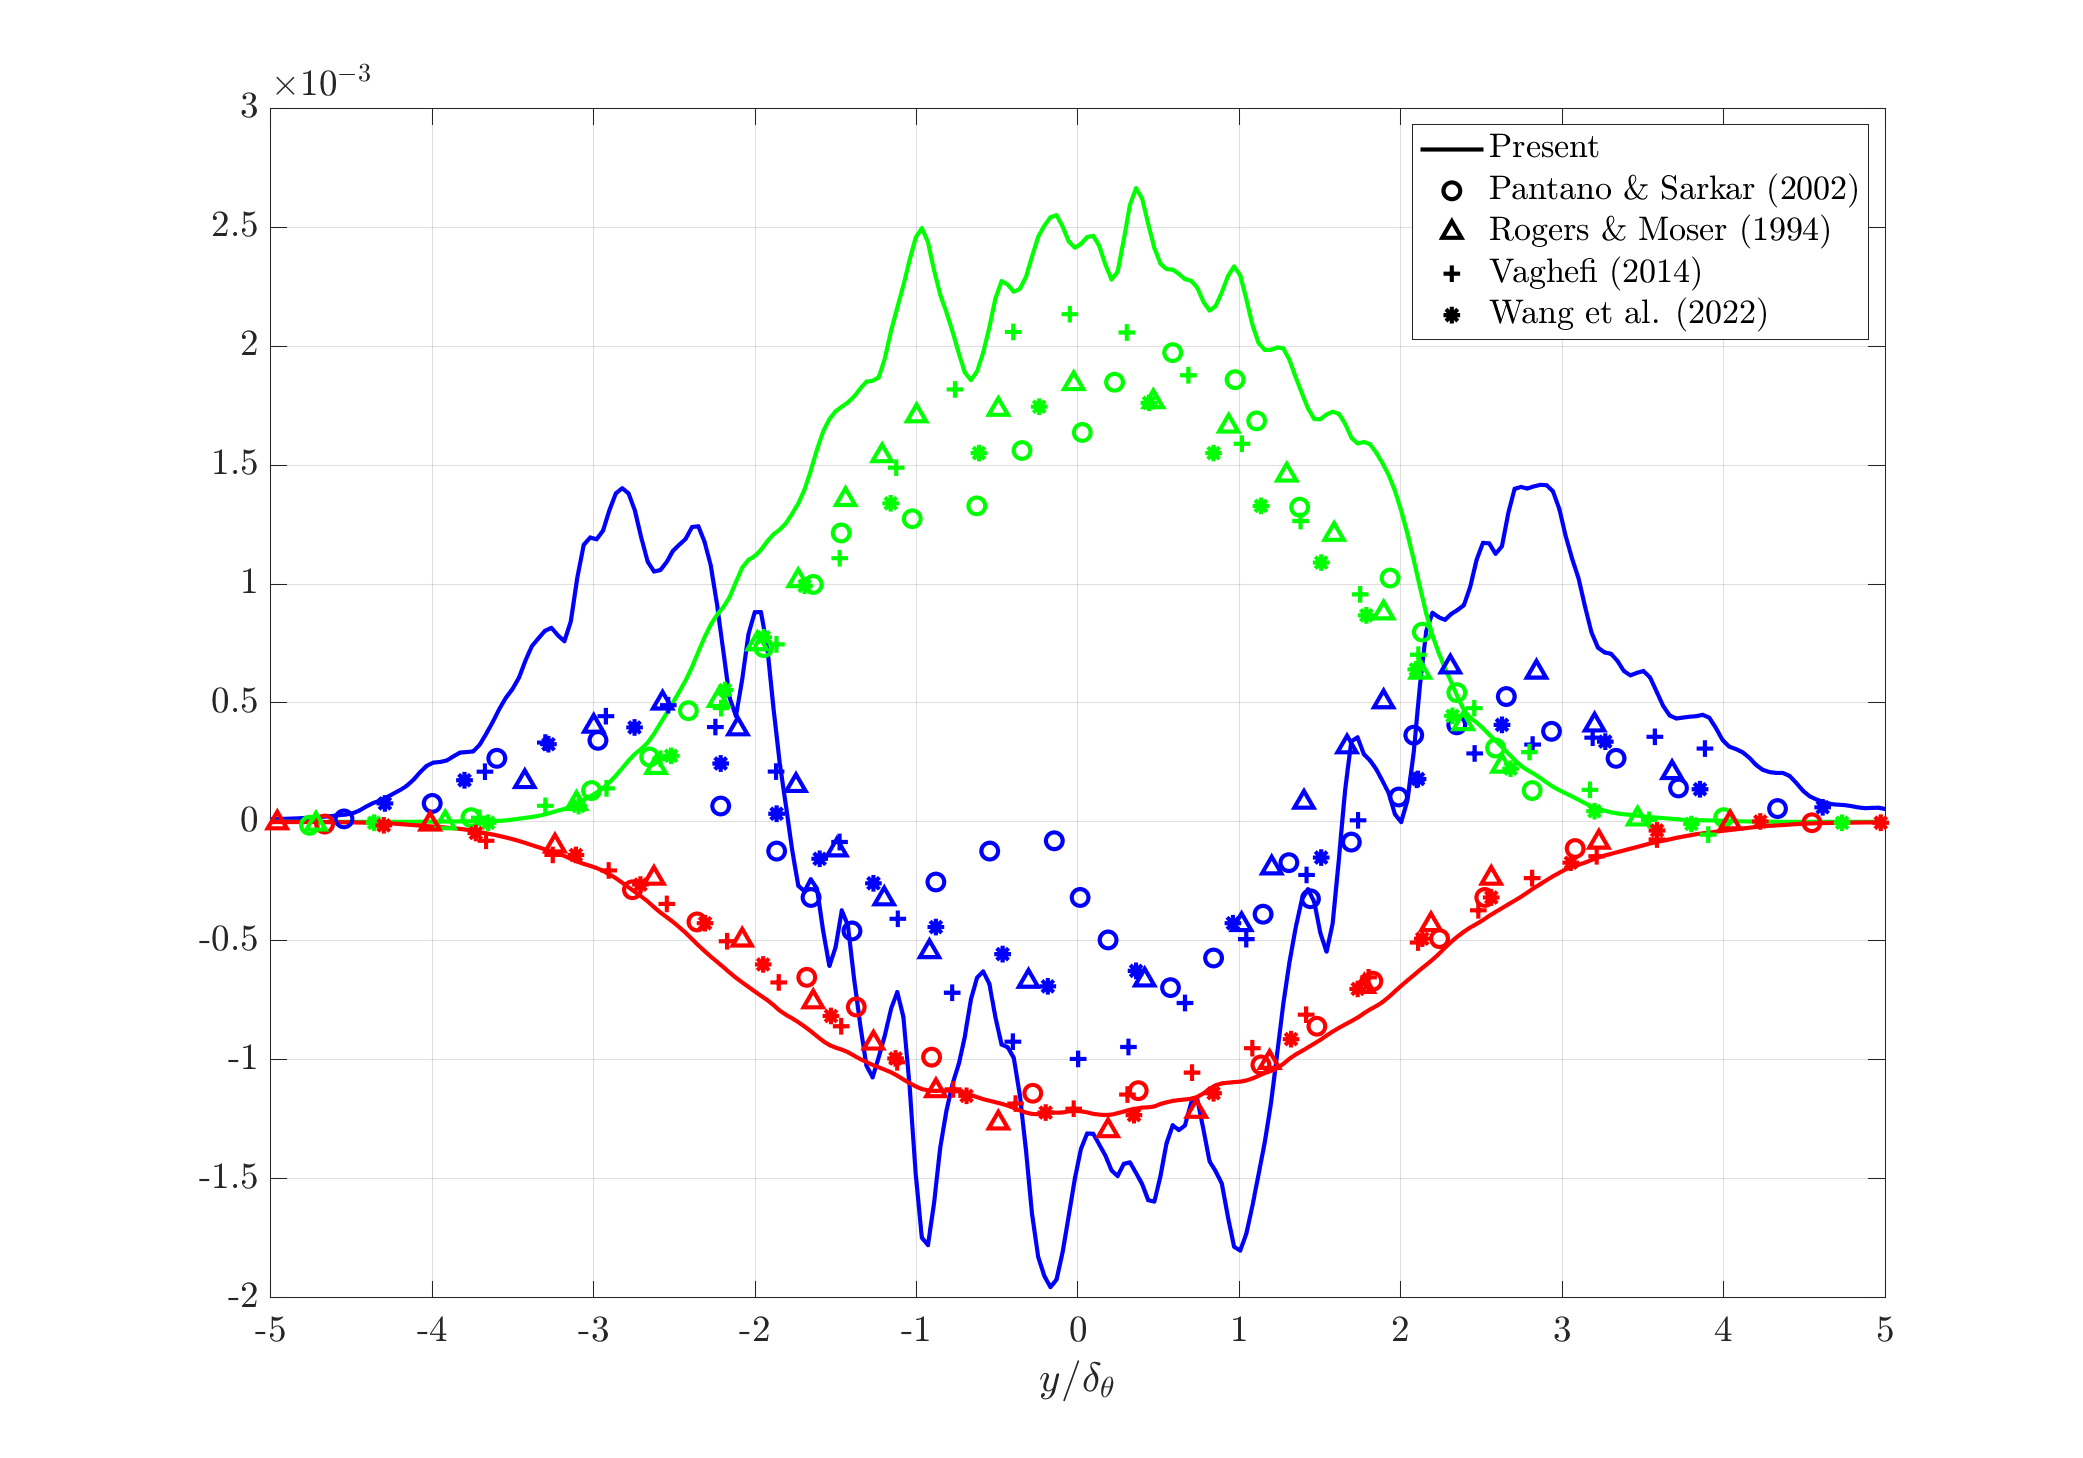 ×10⁻³
3
2.5
2
1.5
1
0.5
0
-0.5
-1
-1.5
-2
-5 -4 -3 -2 -1 0 1 2 3 4 5
y/δ_θ
Present
Pantano & Sarkar (2002)
Rogers & Moser (1994)
Vaghefi (2014)
Wang et al. (2022)